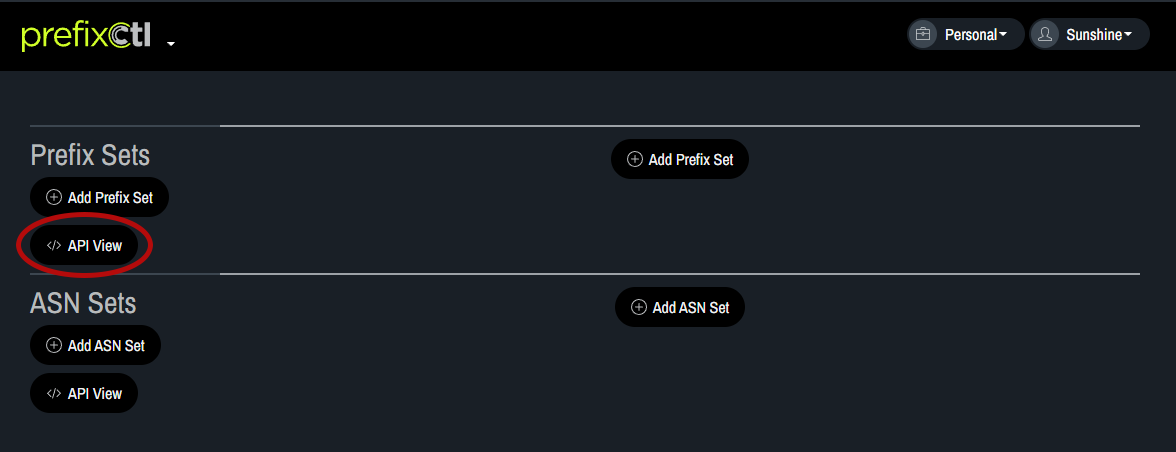 prefixctl
Personal
Sunshine
Prefix Sets
Add Prefix Set
Add Prefix Set
</> API View
ASN Sets
Add ASN Set
Add ASN Set
</> API View